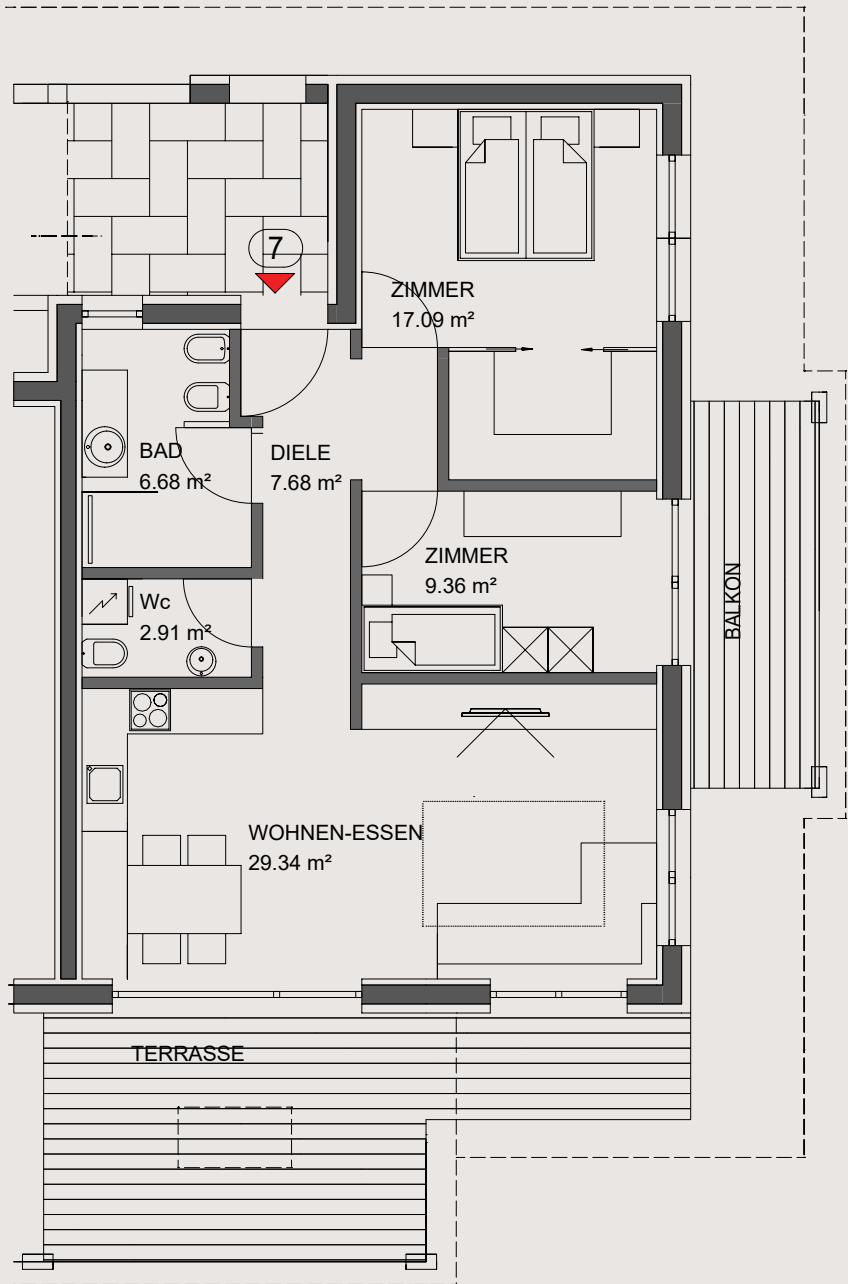 7
ZIMMER
17.09 m²
BAD
6.68 m²
DIELE
7.68 m²
ZIMMER
9.36 m²
BALKON
Wc
2.91 m²
WOHNEN-ESSEN
29.34 m²
TERRASSE